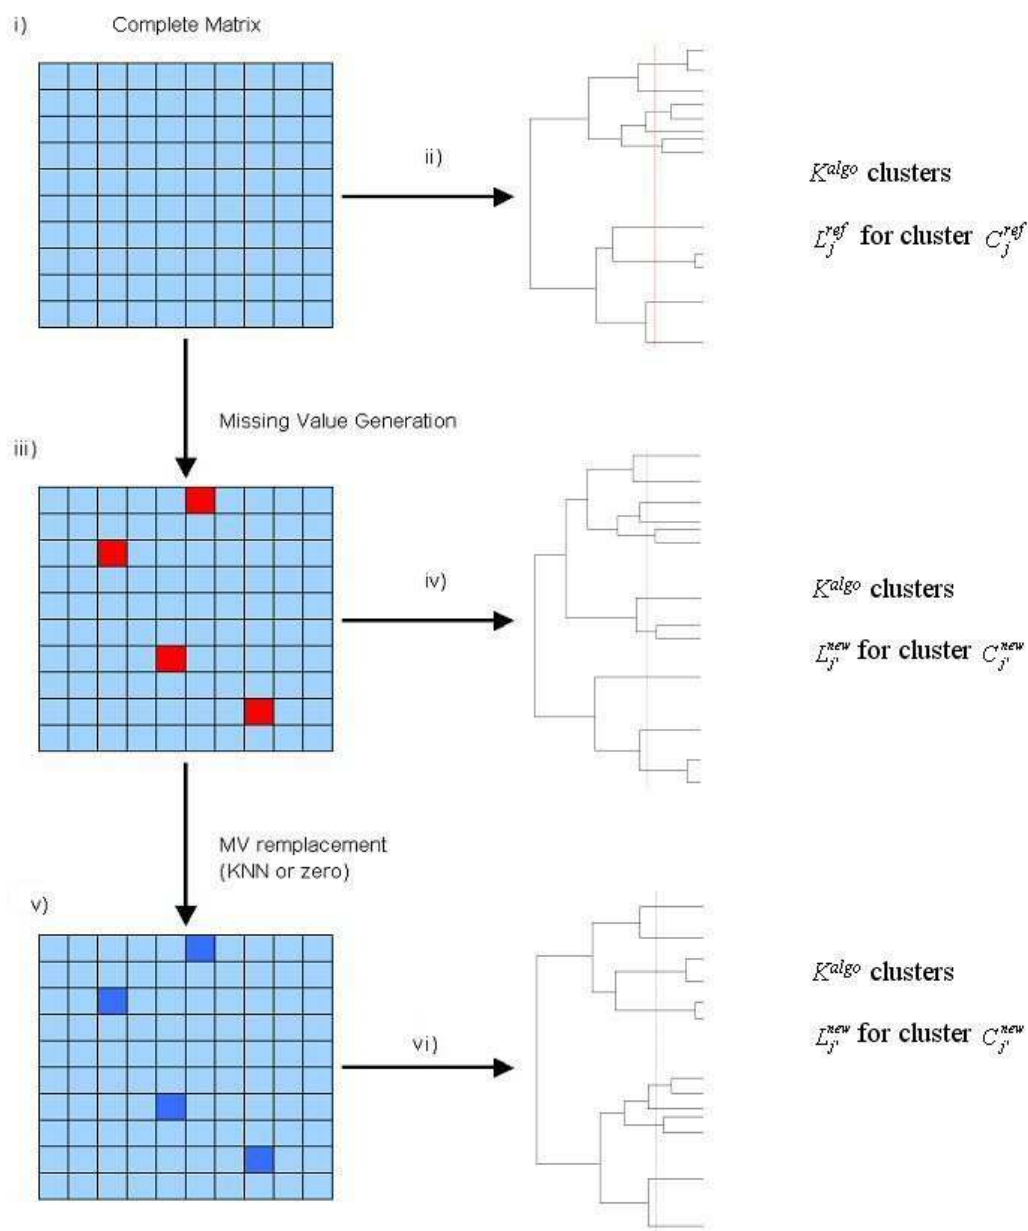 i)
Complete Matrix
ii)
K^algo clusters
L_j^ref for cluster C_j^ref
Missing Value Generation
iii)
iv)
K^algo clusters
L_j'^new for cluster C_j'^new
MV remplacement
(KNN or zero)
v)
vi)
K^algo clusters
L_j'^new for cluster C_j'^new